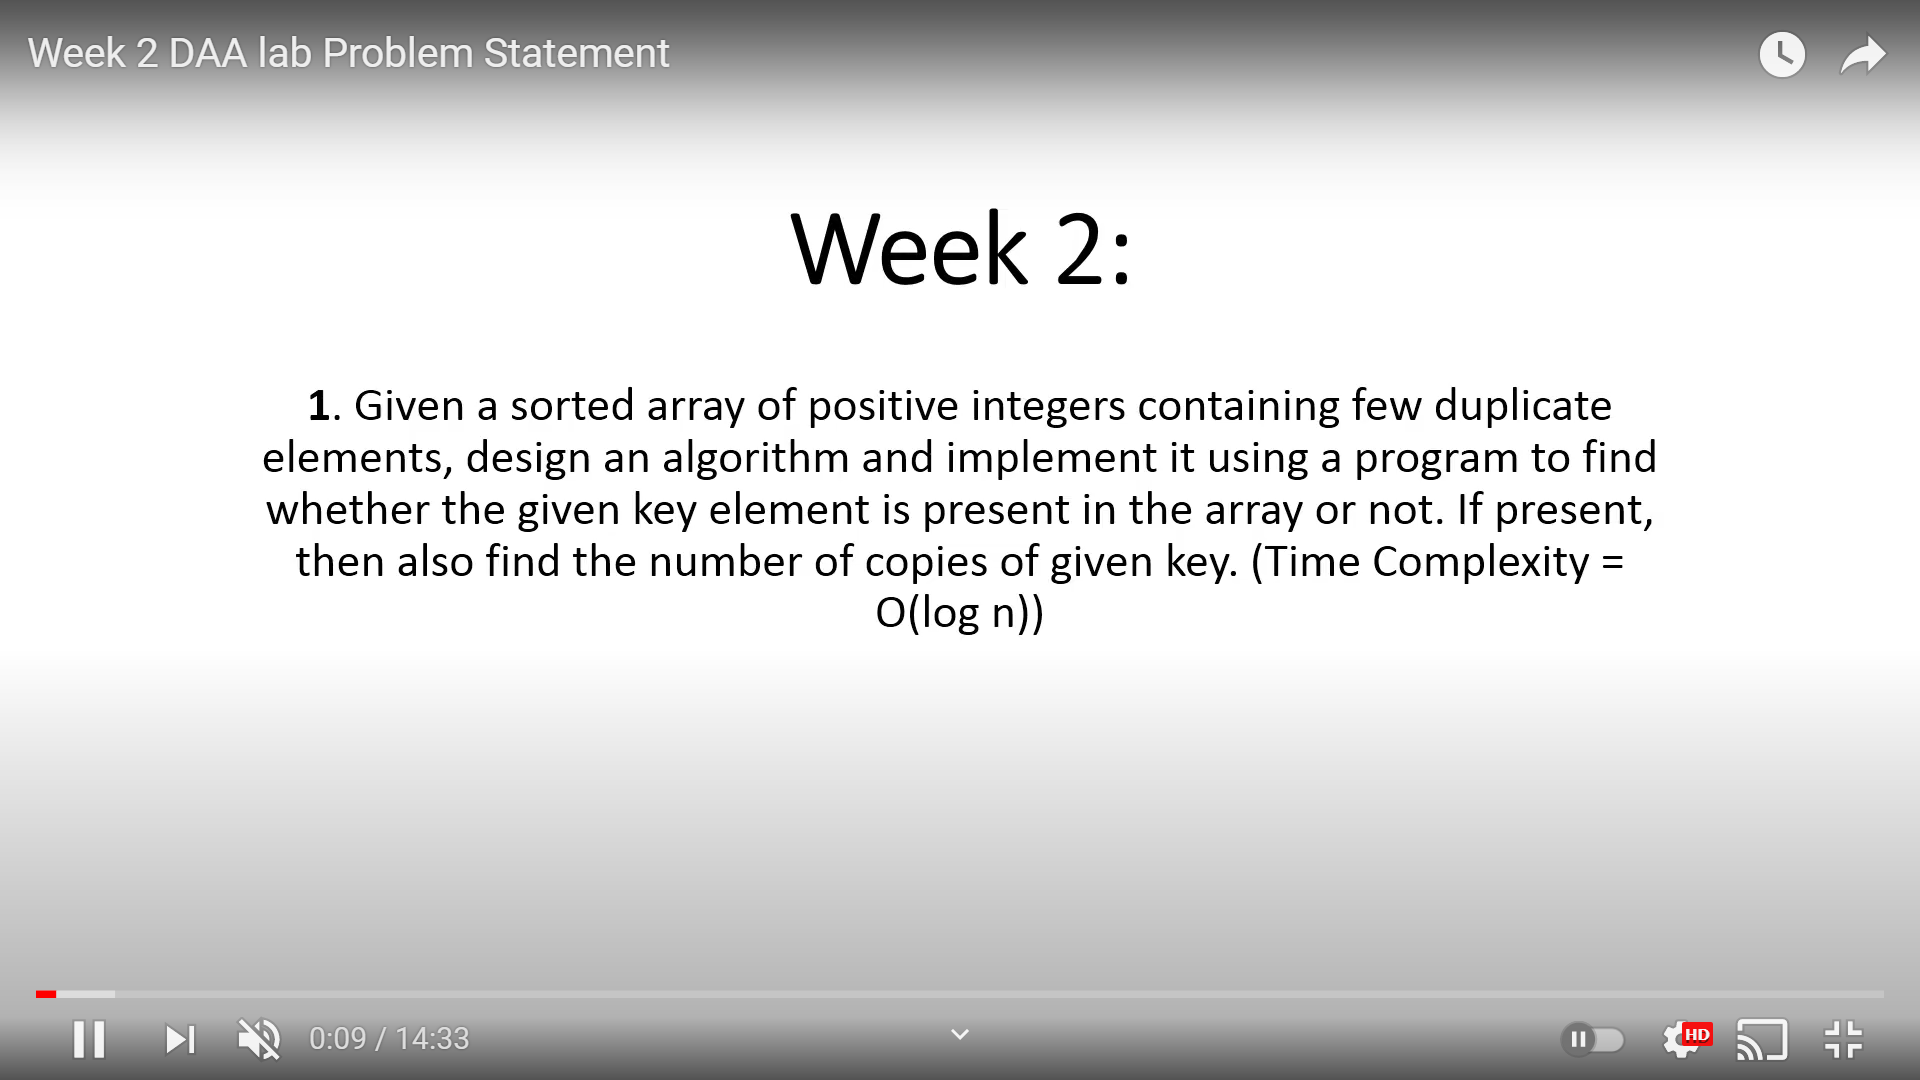 Week 2 DAA lab Problem Statement
Week 2:
1. Given a sorted array of positive integers containing few duplicate
elements, design an algorithm and implement it using a program to find
whether the given key element is present in the array or not. If present,
then also find the number of copies of given key. (Time Complexity =
O(log n))
0:09 / 14:33
HD